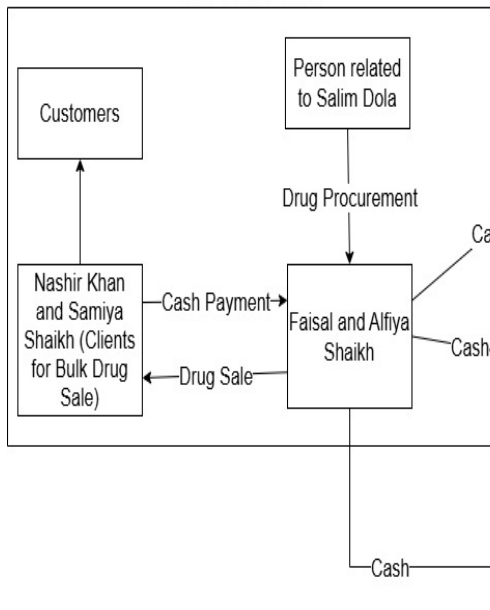 Person related
to Salim Dola
Customers
Drug Procurement
Ca
Nashir Khan
and Samiya
Shaikh (Clients
for Bulk Drug
Sale)
Cash Payment
Faisal and Alfiya
Shaikh
Cash
Drug Sale
Cash